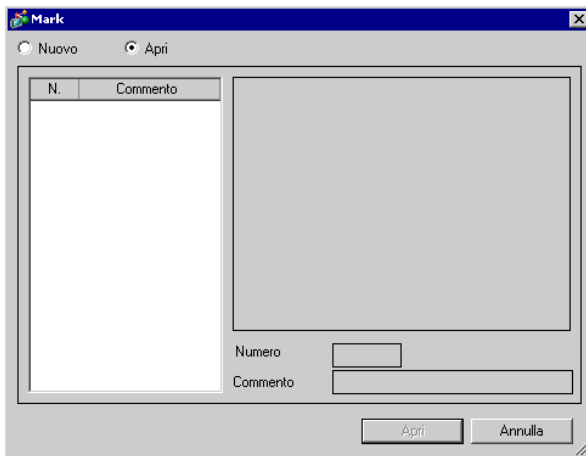 Mark
Nuovo Apri
N. Commento
Numero
Commento
Apri Annulla